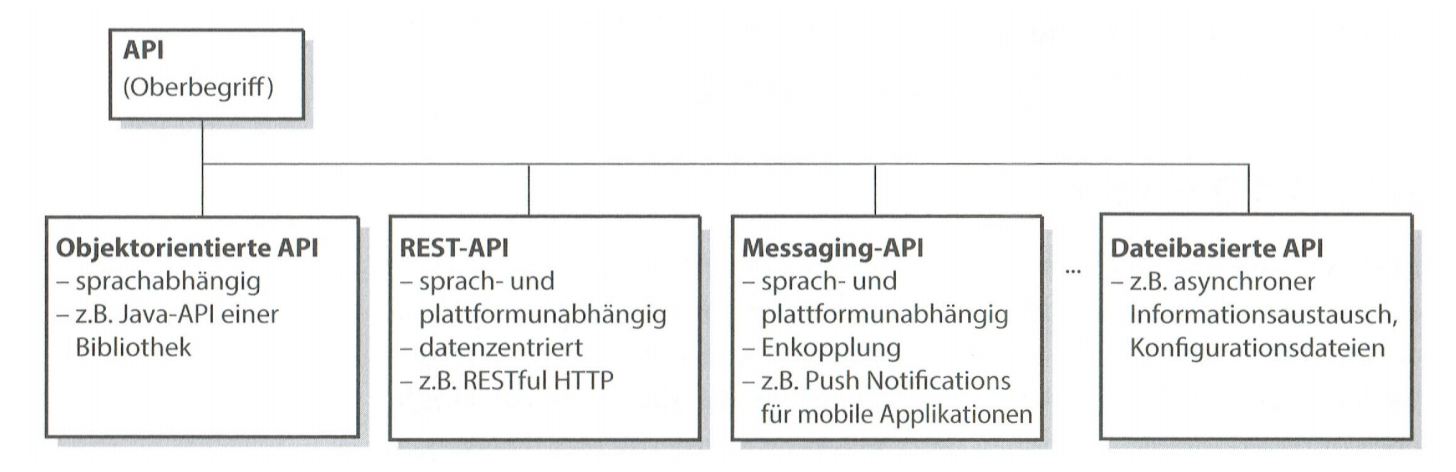 API
(Oberbegriff)
Objektorientierte API
– sprachabhängig
– z.B. Java-API einer
Bibliothek
REST-API
– sprach- und
plattformunabhängig
– datenzentriert
– z.B. RESTful HTTP
Messaging-API
– sprach- und
plattformunabhängig
– Enkopplung
– z.B. Push Notifications
für mobile Applikationen
...
Dateibasierte API
– z.B. asynchroner
Informationsaustausch,
Konfigurationsdateien